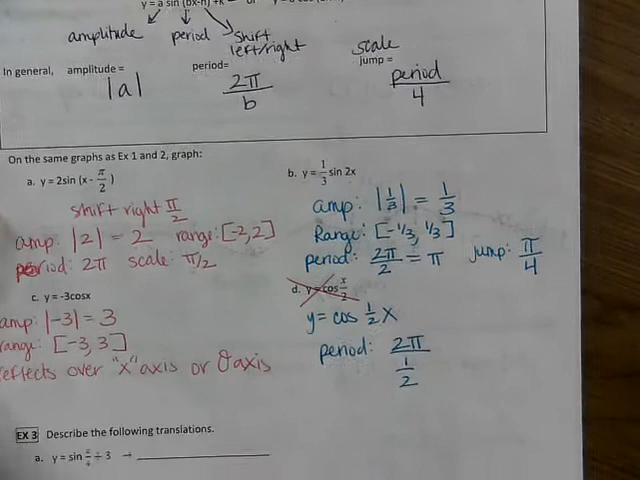 y = a sin (bx-h) + k
amplitude period shift
left/right
scale
In general, amplitude = period= jump =
|a| 2π/b period/4
On the same graphs as Ex 1 and 2, graph:
a. y = 2sin (x - π/2)
shift right π/2
amp: |2| = 2 range: [-2,2]
period: 2π scale: π/2
b. y = 1/3 sin 2x
amp: |1/3| = 1/3
Range: [-1/3, 1/3]
period: 2π/2 = π jump: π/4
c. y = -3cosx
amp: |-3| = 3
range: [-3,3]
reflects over "x" axis or θ axis
d. y = cos x/2
y = cos 1/2 x
period: 2π/(1/2)
EX 3 Describe the following translations.
a. y = sin